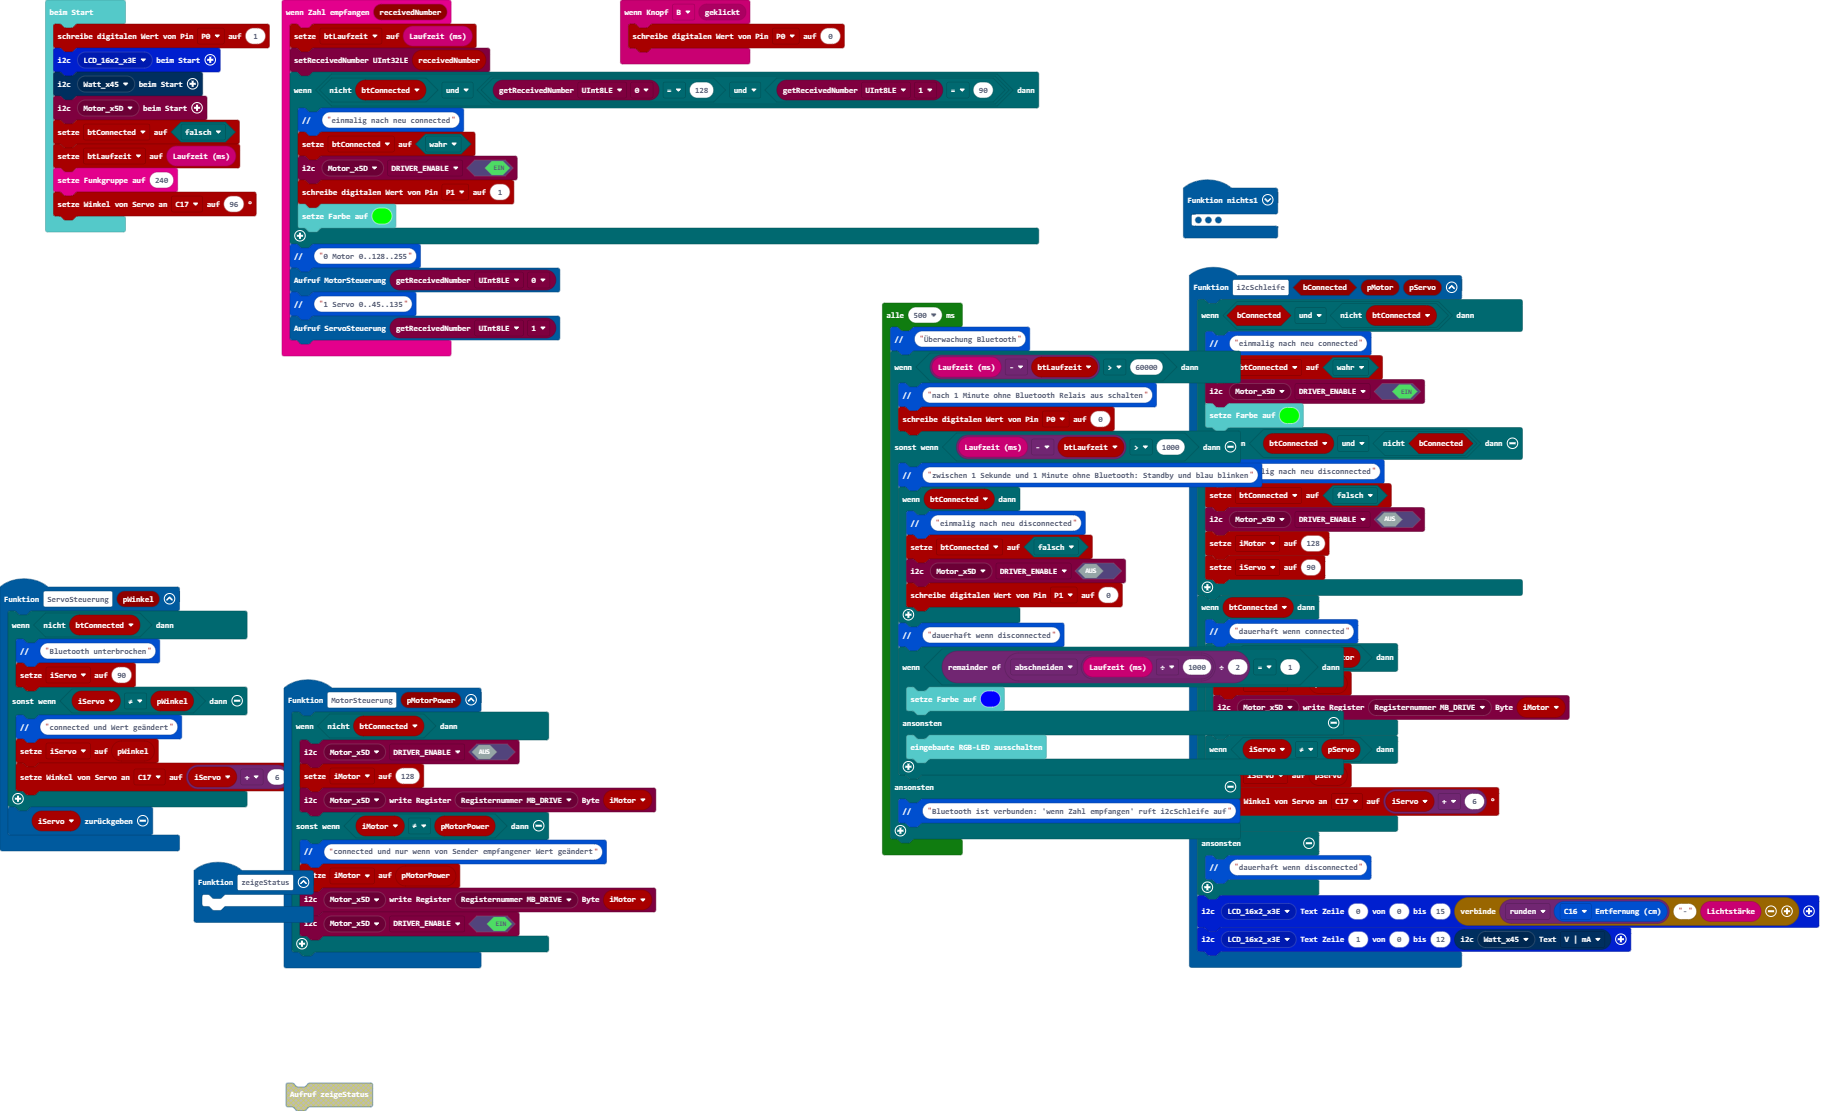 beim Start
schreibe digitalen Wert von Pin P0 auf 1
i2c LCD_16x2_x3E beim Start
i2c Watt_x45 beim Start
i2c Motor_x5D beim Start
setze btConnected auf falsch
setze btLaufzeit auf Laufzeit (ms)
setze Funkgruppe auf 240
setze Winkel von Servo an C17 auf 96 °
wenn Zahl empfangen receivedNumber
setze btLaufzeit auf Laufzeit (ms)
setReceivedNumber UInt32LE receivedNumber
wenn nicht btConnected und getReceivedNumber UInt8LE 0 = 128 und getReceivedNumber UInt8LE 1 = 90 dann
// "einmalig nach neu connected"
setze btConnected auf wahr
i2c Motor_x5D DRIVER_ENABLE EIN
schreibe digitalen Wert von Pin P1 auf 1
setze Farbe auf
// "0 Motor 0..128..255"
Aufruf MotorSteuerung getReceivedNumber UInt8LE 0
// "1 Servo 0..45..135"
Aufruf ServoSteuerung getReceivedNumber UInt8LE 1
wenn Knopf B geklickt
schreibe digitalen Wert von Pin P0 auf 0
Funktion nichts1
Funktion i2cSchleife bConnected pMotor pServo
wenn bConnected und nicht btConnected dann
// "einmalig nach neu connected"
btConnected auf wahr
i2c Motor_x5D DRIVER_ENABLE EIN
setze Farbe auf
n btConnected und nicht bConnected dann
lig nach neu disconnected"
setze btConnected auf falsch
i2c Motor_x5D DRIVER_ENABLE AUS
setze iMotor auf 128
setze iServo auf 90
wenn btConnected dann
// "dauerhaft wenn connected"
tor dann
i2c Motor_x5D write Register Registernummer MB_DRIVE Byte iMotor
wenn iServo ≠ pServo dann
iServo auf pServo
Winkel von Servo an C17 auf iServo + 6 °
ansonsten
// "dauerhaft wenn disconnected"
i2c LCD_16x2_x3E Text Zeile 0 von 0 bis 15 verbinde runden C16 Entfernung (cm) "-" Lichtstärke
i2c LCD_16x2_x3E Text Zeile 1 von 0 bis 12 i2c Watt_x45 Text V | mA
alle 500 ms
// "Überwachung Bluetooth"
wenn Laufzeit (ms) - btLaufzeit > 60000 dann
// "nach 1 Minute ohne Bluetooth Relais aus schalten"
schreibe digitalen Wert von Pin P0 auf 0
sonst wenn Laufzeit (ms) - btLaufzeit > 1000 dann
// "zwischen 1 Sekunde und 1 Minute ohne Bluetooth: Standby und blau blinken"
wenn btConnected dann
// "einmalig nach neu disconnected"
setze btConnected auf falsch
i2c Motor_x5D DRIVER_ENABLE AUS
schreibe digitalen Wert von Pin P1 auf 0
// "dauerhaft wenn disconnected"
wenn remainder of abschneiden Laufzeit (ms) ÷ 1000 ÷ 2 = 1 dann
setze Farbe auf
ansonsten
eingebaute RGB-LED ausschalten
ansonsten
// "Bluetooth ist verbunden: 'wenn Zahl empfangen' ruft i2cSchleife auf"
Funktion ServoSteuerung pWinkel
wenn nicht btConnected dann
// "Bluetooth unterbrochen"
setze iServo auf 90
sonst wenn iServo ≠ pWinkel dann
// "connected und Wert geändert"
setze iServo auf pWinkel
setze Winkel von Servo an C17 auf iServo + 6
iServo zurückgeben
Funktion MotorSteuerung pMotorPower
wenn nicht btConnected dann
i2c Motor_x5D DRIVER_ENABLE AUS
setze iMotor auf 128
i2c Motor_x5D write Register Registernummer MB_DRIVE Byte iMotor
sonst wenn iMotor ≠ pMotorPower dann
// "connected und nur wenn von Sender empfangener Wert geändert"
tze iMotor auf pMotorPower
i2c Motor_x5D write Register Registernummer MB_DRIVE Byte iMotor
i2c Motor_x5D DRIVER_ENABLE EIN
Funktion zeigeStatus
Aufruf zeigeStatus